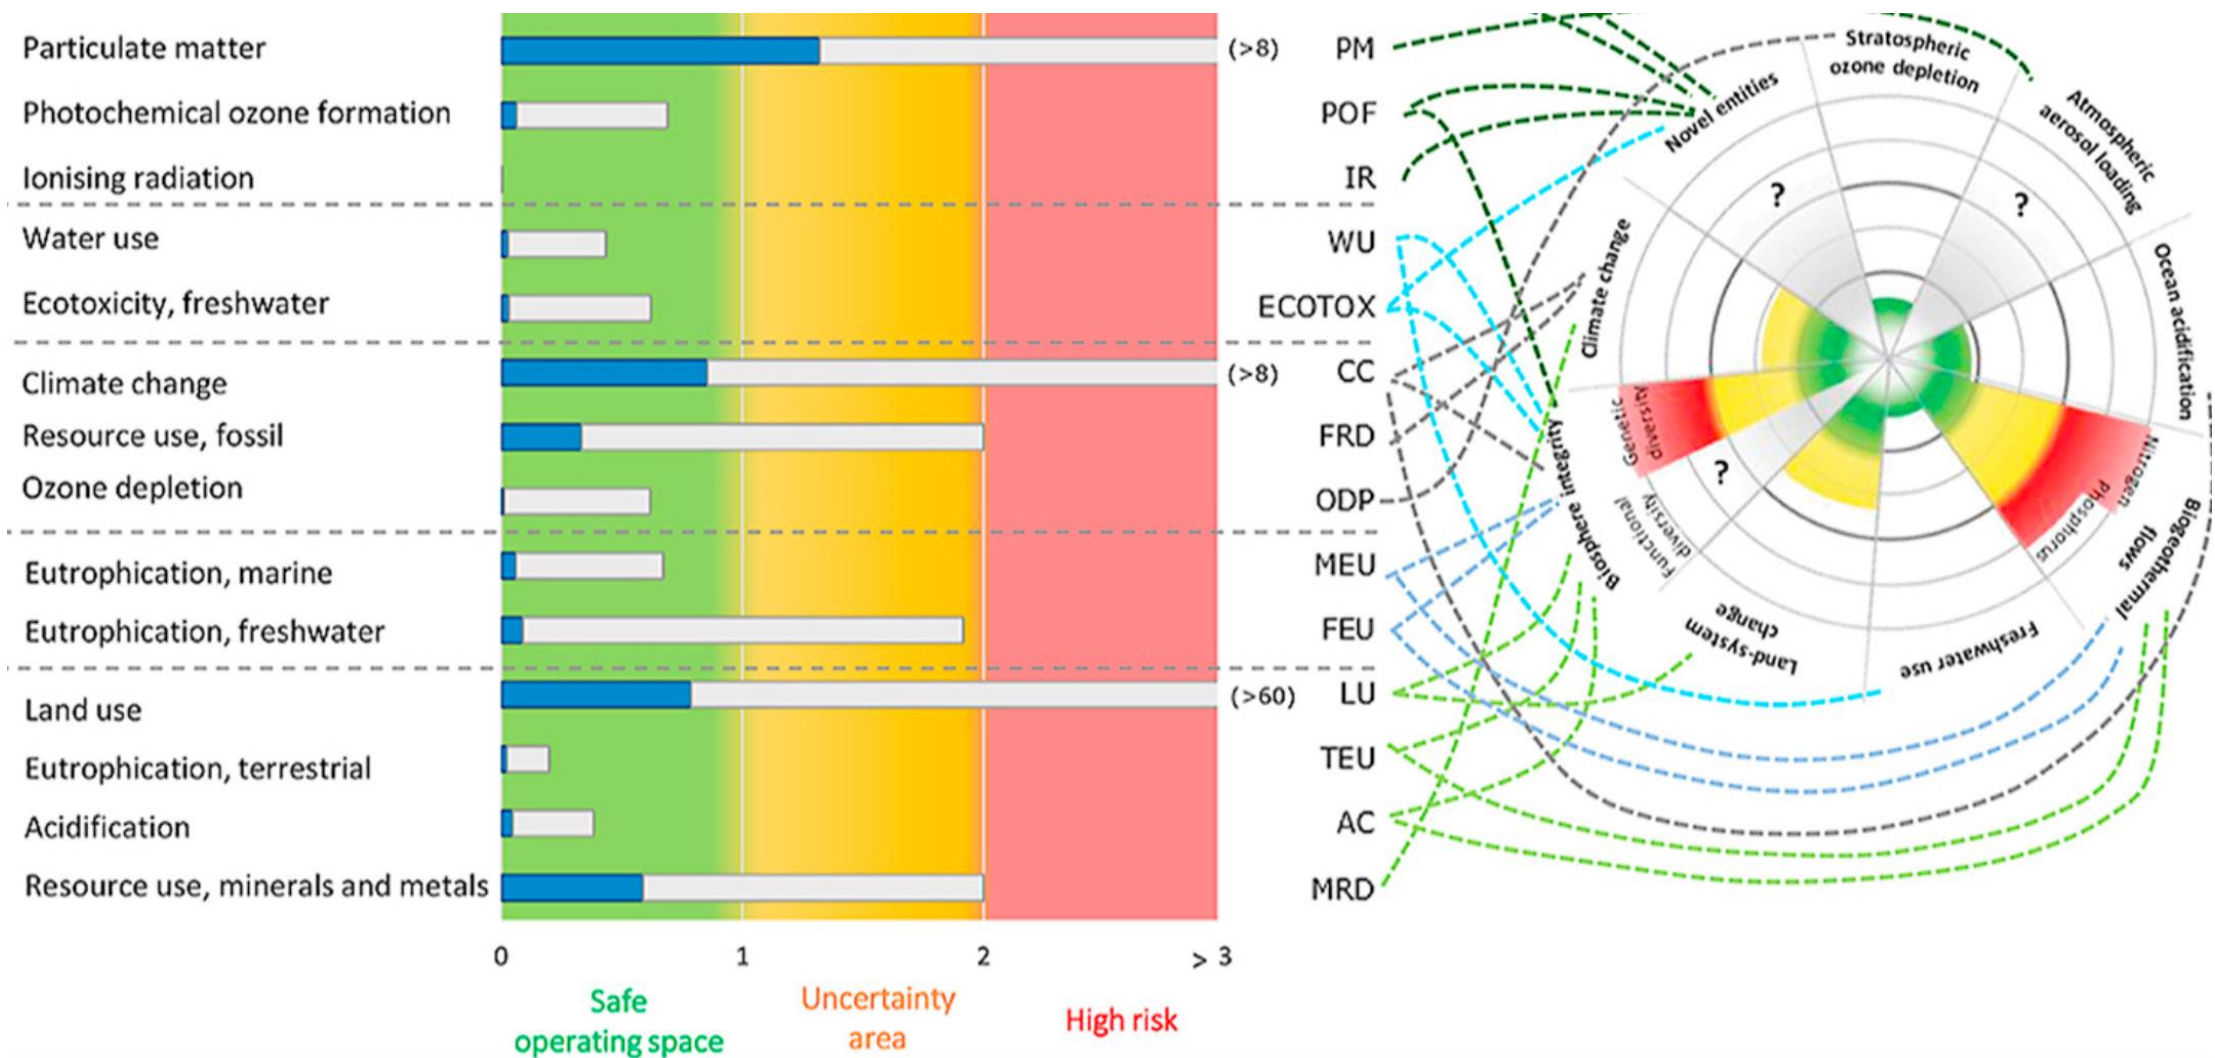 Particulate matter
(>8)
PM
Photochemical ozone formation
POF
Ionising radiation
IR
Water use
WU
Ecotoxicity, freshwater
ECOTOX
Climate change
(>8)
CC
Resource use, fossil
FRD
Ozone depletion
ODP
Eutrophication, marine
MEU
Eutrophication, freshwater
FEU
Land use
(>60)
LU
Eutrophication, terrestrial
TEU
Acidification
AC
Resource use, minerals and metals
MRD
0
1
2
> 3
Safe
operating space
Uncertainty
area
High risk
Stratospheric
ozone depletion
Novel entities
?
Atmospheric
aerosol loading
?
Climate change
Ocean acidification
Genetic
diversity
Biosphere integrity
?
Functional
diversity
Nitrogen
Phosphorus
Biogeothermal
flows
Land-system
change
Freshwater use